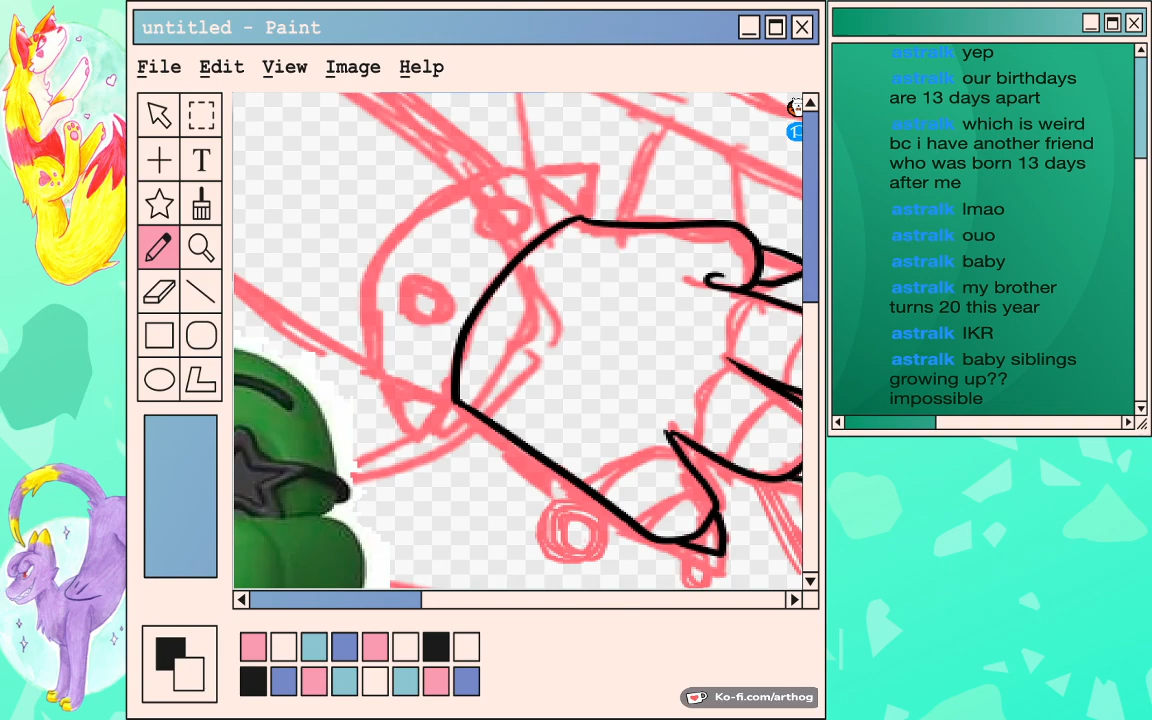 untitled - Paint
File Edit View Image Help
T
Ko-fi.com/arthog
astralk yep
astralk our birthdays
are 13 days apart
astralk which is weird
bc i have another friend
who was born 13 days
after me
astralk lmao
astralk ouo
astralk baby
astralk my brother
turns 20 this year
astralk IKR
astralk baby siblings
growing up??
impossible